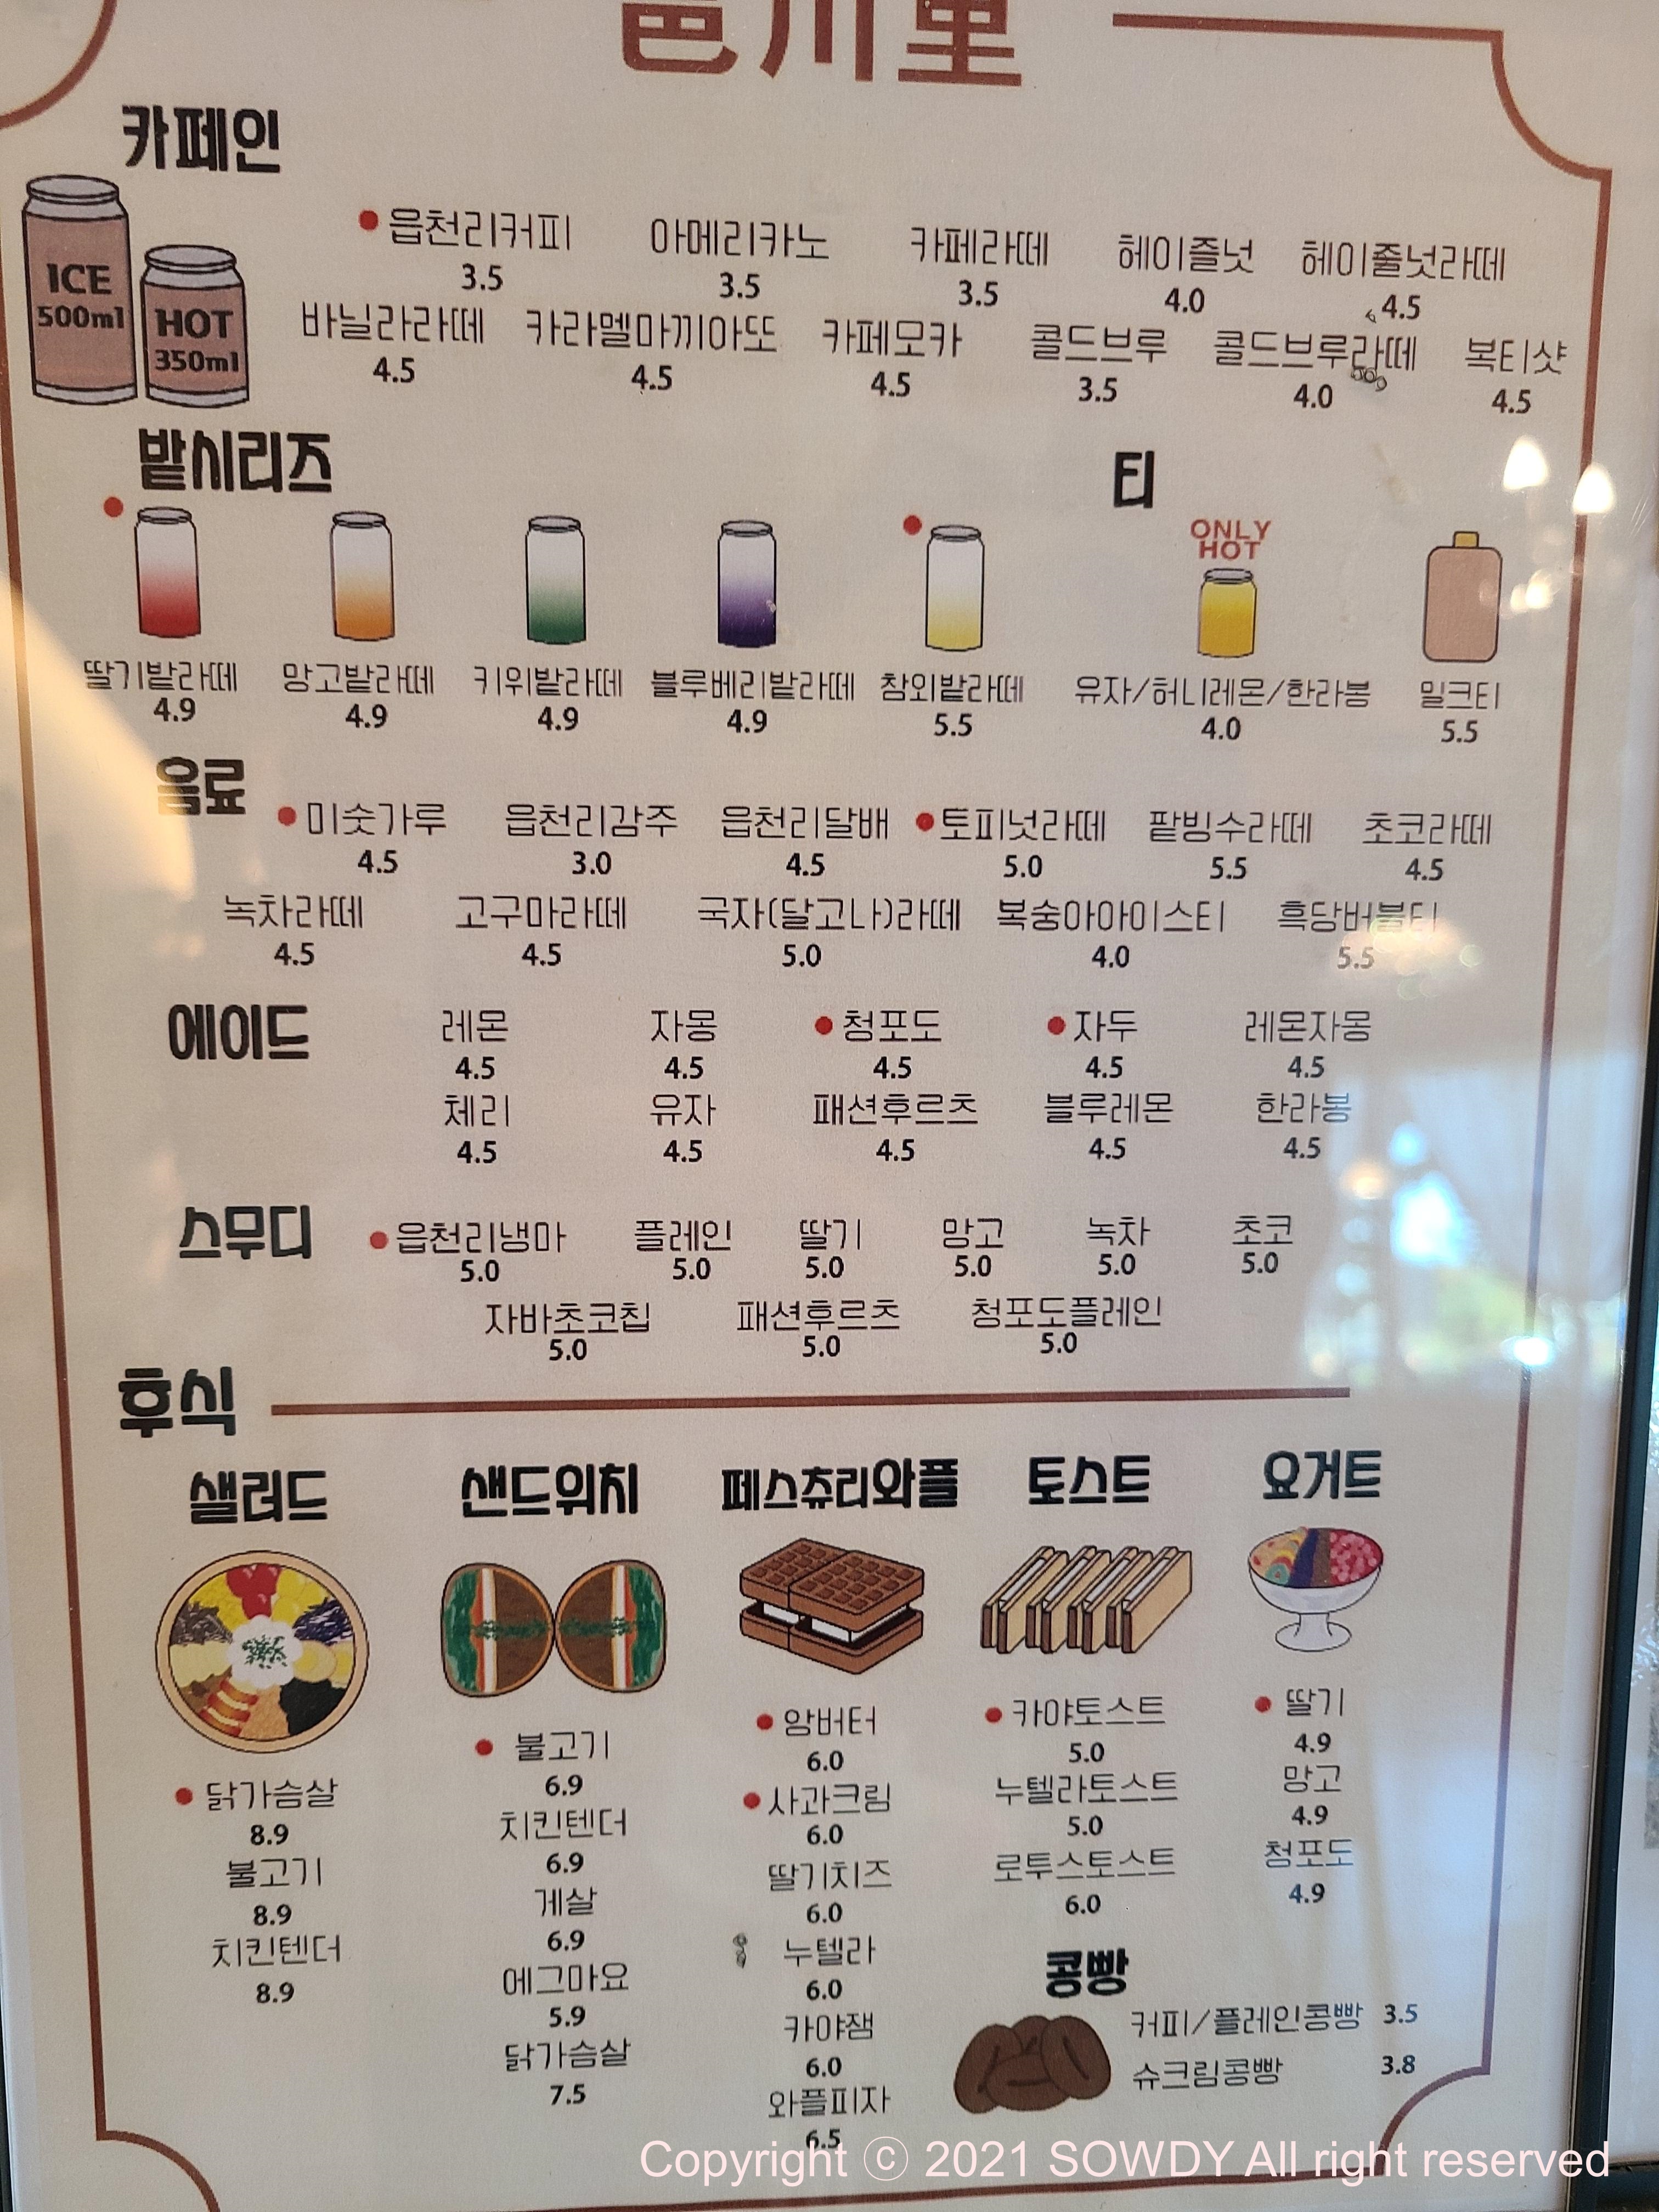 邑川里
카페인
ICE
500ml
HOT
350ml
읍천리커피 아메리카노 카페라떼 헤이즐넛 헤이쥴넛라떼
3.5 3.5 3.5 4.0 4.5
바닐라라떼 카라멜마끼아또 카페모카 콜드브루 콜드브루라떼 복티샷
4.5 4.5 4.5 3.5 4.0 4.5
밭시리즈 티
ONLY
HOT
딸기밭라떼 망고밭라떼 키위밭라떼 블루베리밭라떼 참외밭라떼 유자/허니레몬/한라봉 밀크티
4.9 4.9 4.9 4.9 5.5 4.0 5.5
음료
미숫가루 읍천리감주 읍천리달배 토피넛라떼 팥빙수라떼 초코라떼
4.5 3.0 4.5 5.0 5.5 4.5
녹차라떼 고구마라떼 국자(달고나)라떼 복숭아아이스티 흑당버블티
4.5 4.5 5.0 4.0 5.5
에이드
레몬 자몽 청포도 자두 레몬자몽
4.5 4.5 4.5 4.5 4.5
체리 유자 패션후르츠 블루레몬 한라봉
4.5 4.5 4.5 4.5 4.5
스무디
읍천리냉마 플레인 딸기 망고 녹차 초코
5.0 5.0 5.0 5.0 5.0 5.0
자바초코칩 패션후르츠 청포도플레인
5.0 5.0 5.0
후식
샐러드
닭가슴살
8.9
불고기
8.9
치킨텐더
8.9
샌드위치
불고기
6.9
치킨텐더
6.9
게살
6.9
에그마요
5.9
닭가슴살
7.5
페스츄리와플
앙버터
6.0
사과크림
6.0
딸기치즈
6.0
누텔라
6.0
카야잼
6.0
와플피자
6.5
토스트
카야토스트
5.0
누텔라토스트
5.0
로투스토스트
6.0
요거트
딸기
4.9
망고
4.9
청포도
4.9
콩빵
커피/플레인콩빵 3.5
슈크림콩빵 3.8
Copyright ⓒ 2021 SOWDY All right reserved